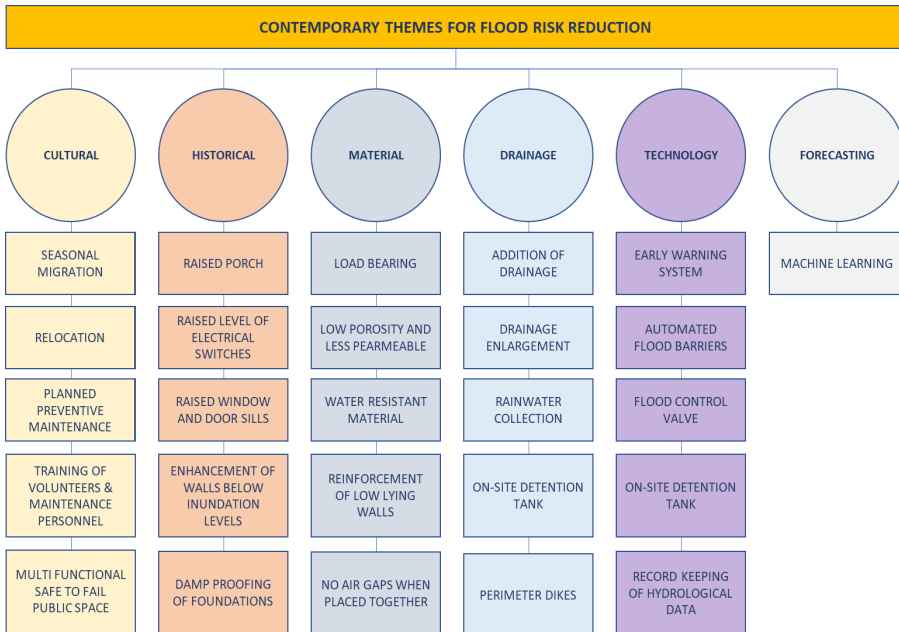 CONTEMPORARY THEMES FOR FLOOD RISK REDUCTION
CULTURAL
HISTORICAL
MATERIAL
DRAINAGE
TECHNOLOGY
FORECASTING
SEASONAL
MIGRATION
RELOCATION
PLANNED
PREVENTIVE
MAINTENANCE
TRAINING OF
VOLUNTEERS &
MAINTENANCE
PERSONNEL
MULTI FUNCTIONAL
SAFE TO FAIL
PUBLIC SPACE
RAISED PORCH
RAISED LEVEL OF
ELECTRICAL
SWITCHES
RAISED WINDOW
AND DOOR SILLS
ENHANCEMENT OF
WALLS BELOW
INUNDATION
LEVELS
DAMP PROOFING
OF FOUNDATIONS
LOAD BEARING
LOW POROSITY AND
LESS PEARMEABLE
WATER RESISTANT
MATERIAL
REINFORCEMENT
OF LOW LYING
WALLS
NO AIR GAPS WHEN
PLACED TOGETHER
ADDITION OF
DRAINAGE
DRAINAGE
ENLARGEMENT
RAINWATER
COLLECTION
ON-SITE DETENTION
TANK
PERIMETER DIKES
EARLY WARNING
SYSTEM
AUTOMATED
FLOOD BARRIERS
FLOOD CONTROL
VALVE
ON-SITE DETENTION
TANK
RECORD KEEPING
OF HYDROLOGICAL
DATA
MACHINE LEARNING